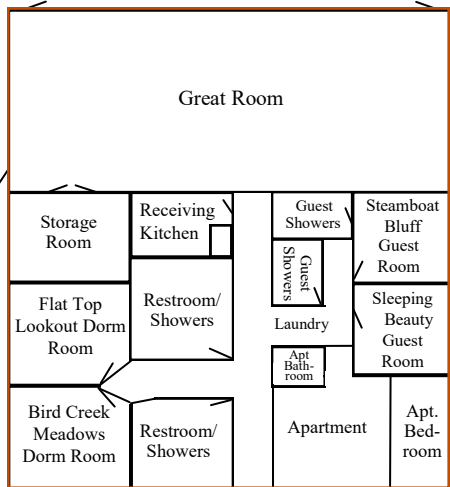 Great Room
Storage
Room
Receiving
Kitchen
Guest
Showers
Steamboat
Bluff
Guest
Room
Guest
Showers
Flat Top
Lookout Dorm
Room
Restroom/
Showers
Laundry
Sleeping
Beauty
Guest
Room
Apt
Bath-
room
Bird Creek
Meadows
Dorm Room
Restroom/
Showers
Apartment
Apt.
Bed-
room